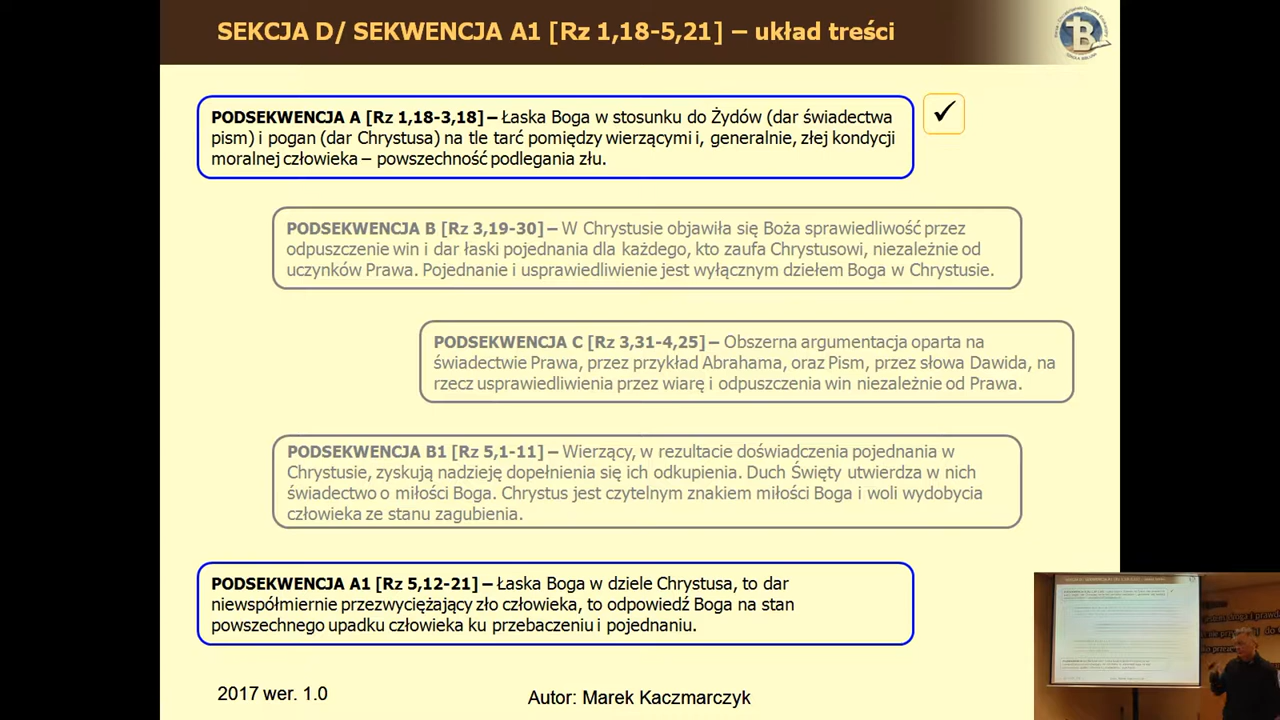 SEKCJA D/ SEKWENCJA A1 [Rz 1,18-5,21] – układ treści
PODSEKWENCJA A [Rz 1,18-3,18] – Łaska Boga w stosunku do Żydów (dar świadectwa
pism) i pogan (dar Chrystusa) na tle tarć pomiędzy wierzącymi i, generalnie, złej kondycji
moralnej człowieka – powszechność podlegania złu.
PODSEKWENCJA B [Rz 3,19-30] – W Chrystusie objawiła się Boża sprawiedliwość przez
odpuszczenie win i dar łaski pojednania dla każdego, kto zaufa Chrystusowi, niezależnie od
uczynków Prawa. Pojednanie i usprawiedliwienie jest wyłącznym dziełem Boga w Chrystusie.
PODSEKWENCJA C [Rz 3,31-4,25] – Obszerna argumentacja oparta na
świadectwie Prawa, przez przykład Abrahama, oraz Pism, przez słowa Dawida, na
rzecz usprawiedliwienia przez wiarę i odpuszczenia win niezależnie od Prawa.
PODSEKWENCJA B1 [Rz 5,1-11] – Wierzący, w rezultacie doświadczenia pojednania w
Chrystusie, zyskują nadzieję dopełnienia się ich odkupienia. Duch Święty utwierdza w nich
świadectwo o miłości Boga. Chrystus jest czytelnym znakiem miłości Boga i woli wydobycia
człowieka ze stanu zagubienia.
PODSEKWENCJA A1 [Rz 5,12-21] – Łaska Boga w dziele Chrystusa, to dar
niewspółmiernie przezwyciężający zło człowieka, to odpowiedź Boga na stan
powszechnego upadku człowieka ku przebaczeniu i pojednaniu.
2017 wer. 1.0
Autor: Marek Kaczmarczyk